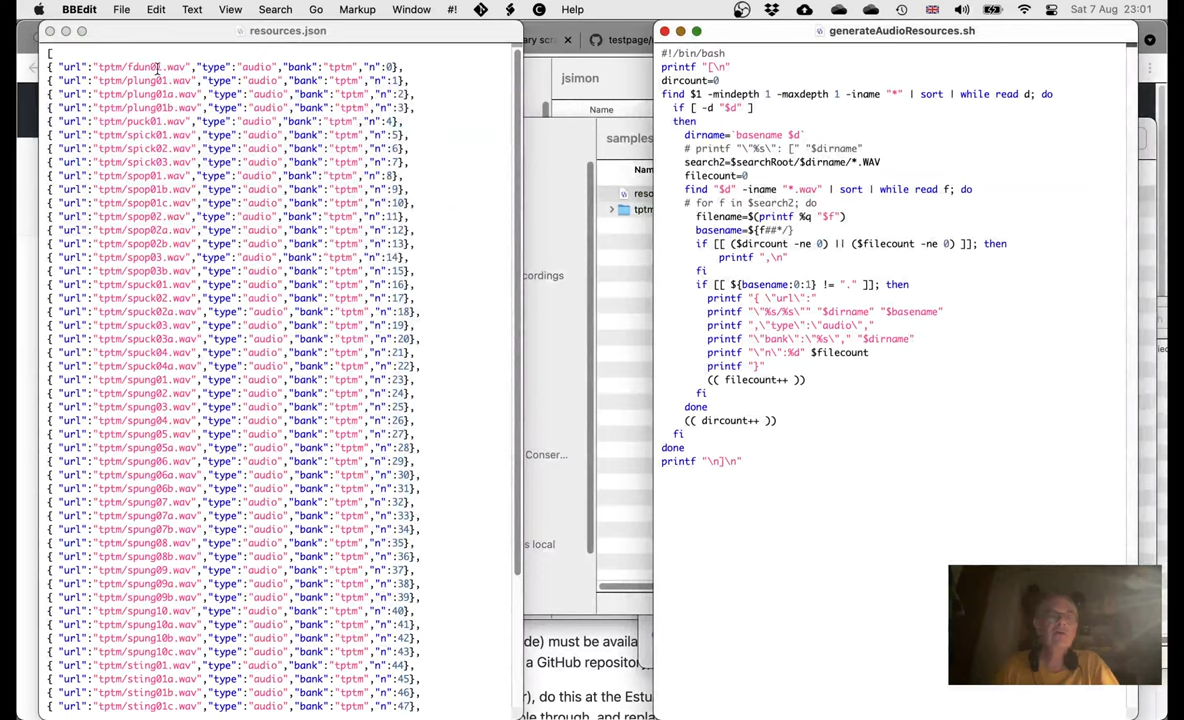 BBEdit File Edit Text View Search Go Markup Window #! Help Sat 7 Aug 23:01
resources.json
generateAudioResources.sh
ary scr
testpage/
jsimon
Name
samples
Nam
reso
tptm
cordings
Conser...
s local
de) must be availa
a GitHub repository
r), do this at the Estu
ple through, and repla
[
{ "url":"tptm/fdun01.wav","type":"audio","bank":"tptm","n":0},
{ "url":"tptm/plung01.wav","type":"audio","bank":"tptm","n":1},
{ "url":"tptm/plung01a.wav","type":"audio","bank":"tptm","n":2},
{ "url":"tptm/plung01b.wav","type":"audio","bank":"tptm","n":3},
{ "url":"tptm/puck01.wav","type":"audio","bank":"tptm","n":4},
{ "url":"tptm/spick01.wav","type":"audio","bank":"tptm","n":5},
{ "url":"tptm/spick02.wav","type":"audio","bank":"tptm","n":6},
{ "url":"tptm/spick03.wav","type":"audio","bank":"tptm","n":7},
{ "url":"tptm/spop01.wav","type":"audio","bank":"tptm","n":8},
{ "url":"tptm/spop01b.wav","type":"audio","bank":"tptm","n":9},
{ "url":"tptm/spop01c.wav","type":"audio","bank":"tptm","n":10},
{ "url":"tptm/spop02.wav","type":"audio","bank":"tptm","n":11},
{ "url":"tptm/spop02a.wav","type":"audio","bank":"tptm","n":12},
{ "url":"tptm/spop02b.wav","type":"audio","bank":"tptm","n":13},
{ "url":"tptm/spop03.wav","type":"audio","bank":"tptm","n":14},
{ "url":"tptm/spop03b.wav","type":"audio","bank":"tptm","n":15},
{ "url":"tptm/spuck01.wav","type":"audio","bank":"tptm","n":16},
{ "url":"tptm/spuck02.wav","type":"audio","bank":"tptm","n":17},
{ "url":"tptm/spuck02a.wav","type":"audio","bank":"tptm","n":18},
{ "url":"tptm/spuck03.wav","type":"audio","bank":"tptm","n":19},
{ "url":"tptm/spuck03a.wav","type":"audio","bank":"tptm","n":20},
{ "url":"tptm/spuck04.wav","type":"audio","bank":"tptm","n":21},
{ "url":"tptm/spuck04a.wav","type":"audio","bank":"tptm","n":22},
{ "url":"tptm/spung01.wav","type":"audio","bank":"tptm","n":23},
{ "url":"tptm/spung02.wav","type":"audio","bank":"tptm","n":24},
{ "url":"tptm/spung03.wav","type":"audio","bank":"tptm","n":25},
{ "url":"tptm/spung04.wav","type":"audio","bank":"tptm","n":26},
{ "url":"tptm/spung05.wav","type":"audio","bank":"tptm","n":27},
{ "url":"tptm/spung05a.wav","type":"audio","bank":"tptm","n":28},
{ "url":"tptm/spung06.wav","type":"audio","bank":"tptm","n":29},
{ "url":"tptm/spung06a.wav","type":"audio","bank":"tptm","n":30},
{ "url":"tptm/spung06b.wav","type":"audio","bank":"tptm","n":31},
{ "url":"tptm/spung07.wav","type":"audio","bank":"tptm","n":32},
{ "url":"tptm/spung07a.wav","type":"audio","bank":"tptm","n":33},
{ "url":"tptm/spung07b.wav","type":"audio","bank":"tptm","n":34},
{ "url":"tptm/spung08.wav","type":"audio","bank":"tptm","n":35},
{ "url":"tptm/spung08b.wav","type":"audio","bank":"tptm","n":36},
{ "url":"tptm/spung09.wav","type":"audio","bank":"tptm","n":37},
{ "url":"tptm/spung09a.wav","type":"audio","bank":"tptm","n":38},
{ "url":"tptm/spung09b.wav","type":"audio","bank":"tptm","n":39},
{ "url":"tptm/spung10.wav","type":"audio","bank":"tptm","n":40},
{ "url":"tptm/spung10a.wav","type":"audio","bank":"tptm","n":41},
{ "url":"tptm/spung10b.wav","type":"audio","bank":"tptm","n":42},
{ "url":"tptm/spung10c.wav","type":"audio","bank":"tptm","n":43},
{ "url":"tptm/sting01.wav","type":"audio","bank":"tptm","n":44},
{ "url":"tptm/sting01a.wav","type":"audio","bank":"tptm","n":45},
{ "url":"tptm/sting01b.wav","type":"audio","bank":"tptm","n":46},
{ "url":"tptm/sting01c.wav","type":"audio","bank":"tptm","n":47},
#!/bin/bash
printf "[\n"
dircount=0
find $1 -mindepth 1 -maxdepth 1 -iname "*" | sort | while read d; do
if [ -d "$d" ]
then
dirname=`basename $d`
# printf "\"%s\": [" "$dirname"
search2=$searchRoot/$dirname/*.WAV
filecount=0
find "$d" -iname "*.wav" | sort | while read f; do
# for f in $search2; do
filename=$(printf %q "$f")
basename=${f##*/}
if [[ ($dircount -ne 0) || ($filecount -ne 0) ]]; then
printf ",\n"
fi
if [[ ${basename:0:1} != "." ]]; then
printf "{ \"url\":"
printf "\"%s/%s\"" "$dirname" "$basename"
printf ",\"type\":\"audio\","
printf "\"bank\":\"%s\"," "$dirname"
printf "\"n\":%d" $filecount
printf "}"
(( filecount++ ))
fi
done
(( dircount++ ))
fi
done
printf "\n]\n"